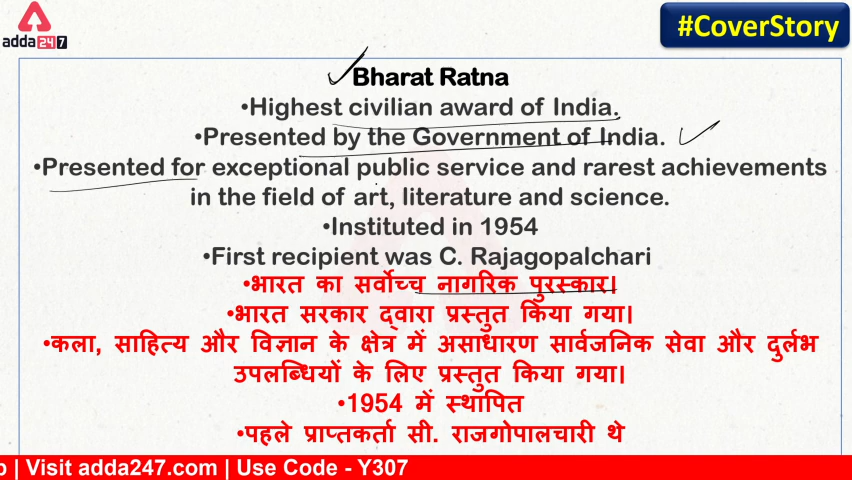 adda247
#CoverStory
Bharat Ratna
•Highest civilian award of India.
•Presented by the Government of India.
•Presented for exceptional public service and rarest achievements
in the field of art, literature and science.
•Instituted in 1954
•First recipient was C. Rajagopalchari
•भारत का सर्वोच्च नागरिक पुरस्कार।
•भारत सरकार द्वारा प्रस्तुत किया गया।
•कला, साहित्य और विज्ञान के क्षेत्र में असाधारण सार्वजनिक सेवा और दुर्लभ
उपलब्धियों के लिए प्रस्तुत किया गया।
•1954 में स्थापित
•पहले प्राप्तकर्ता सी. राजगोपालचारी थे
| Visit adda247.com | Use Code - Y307